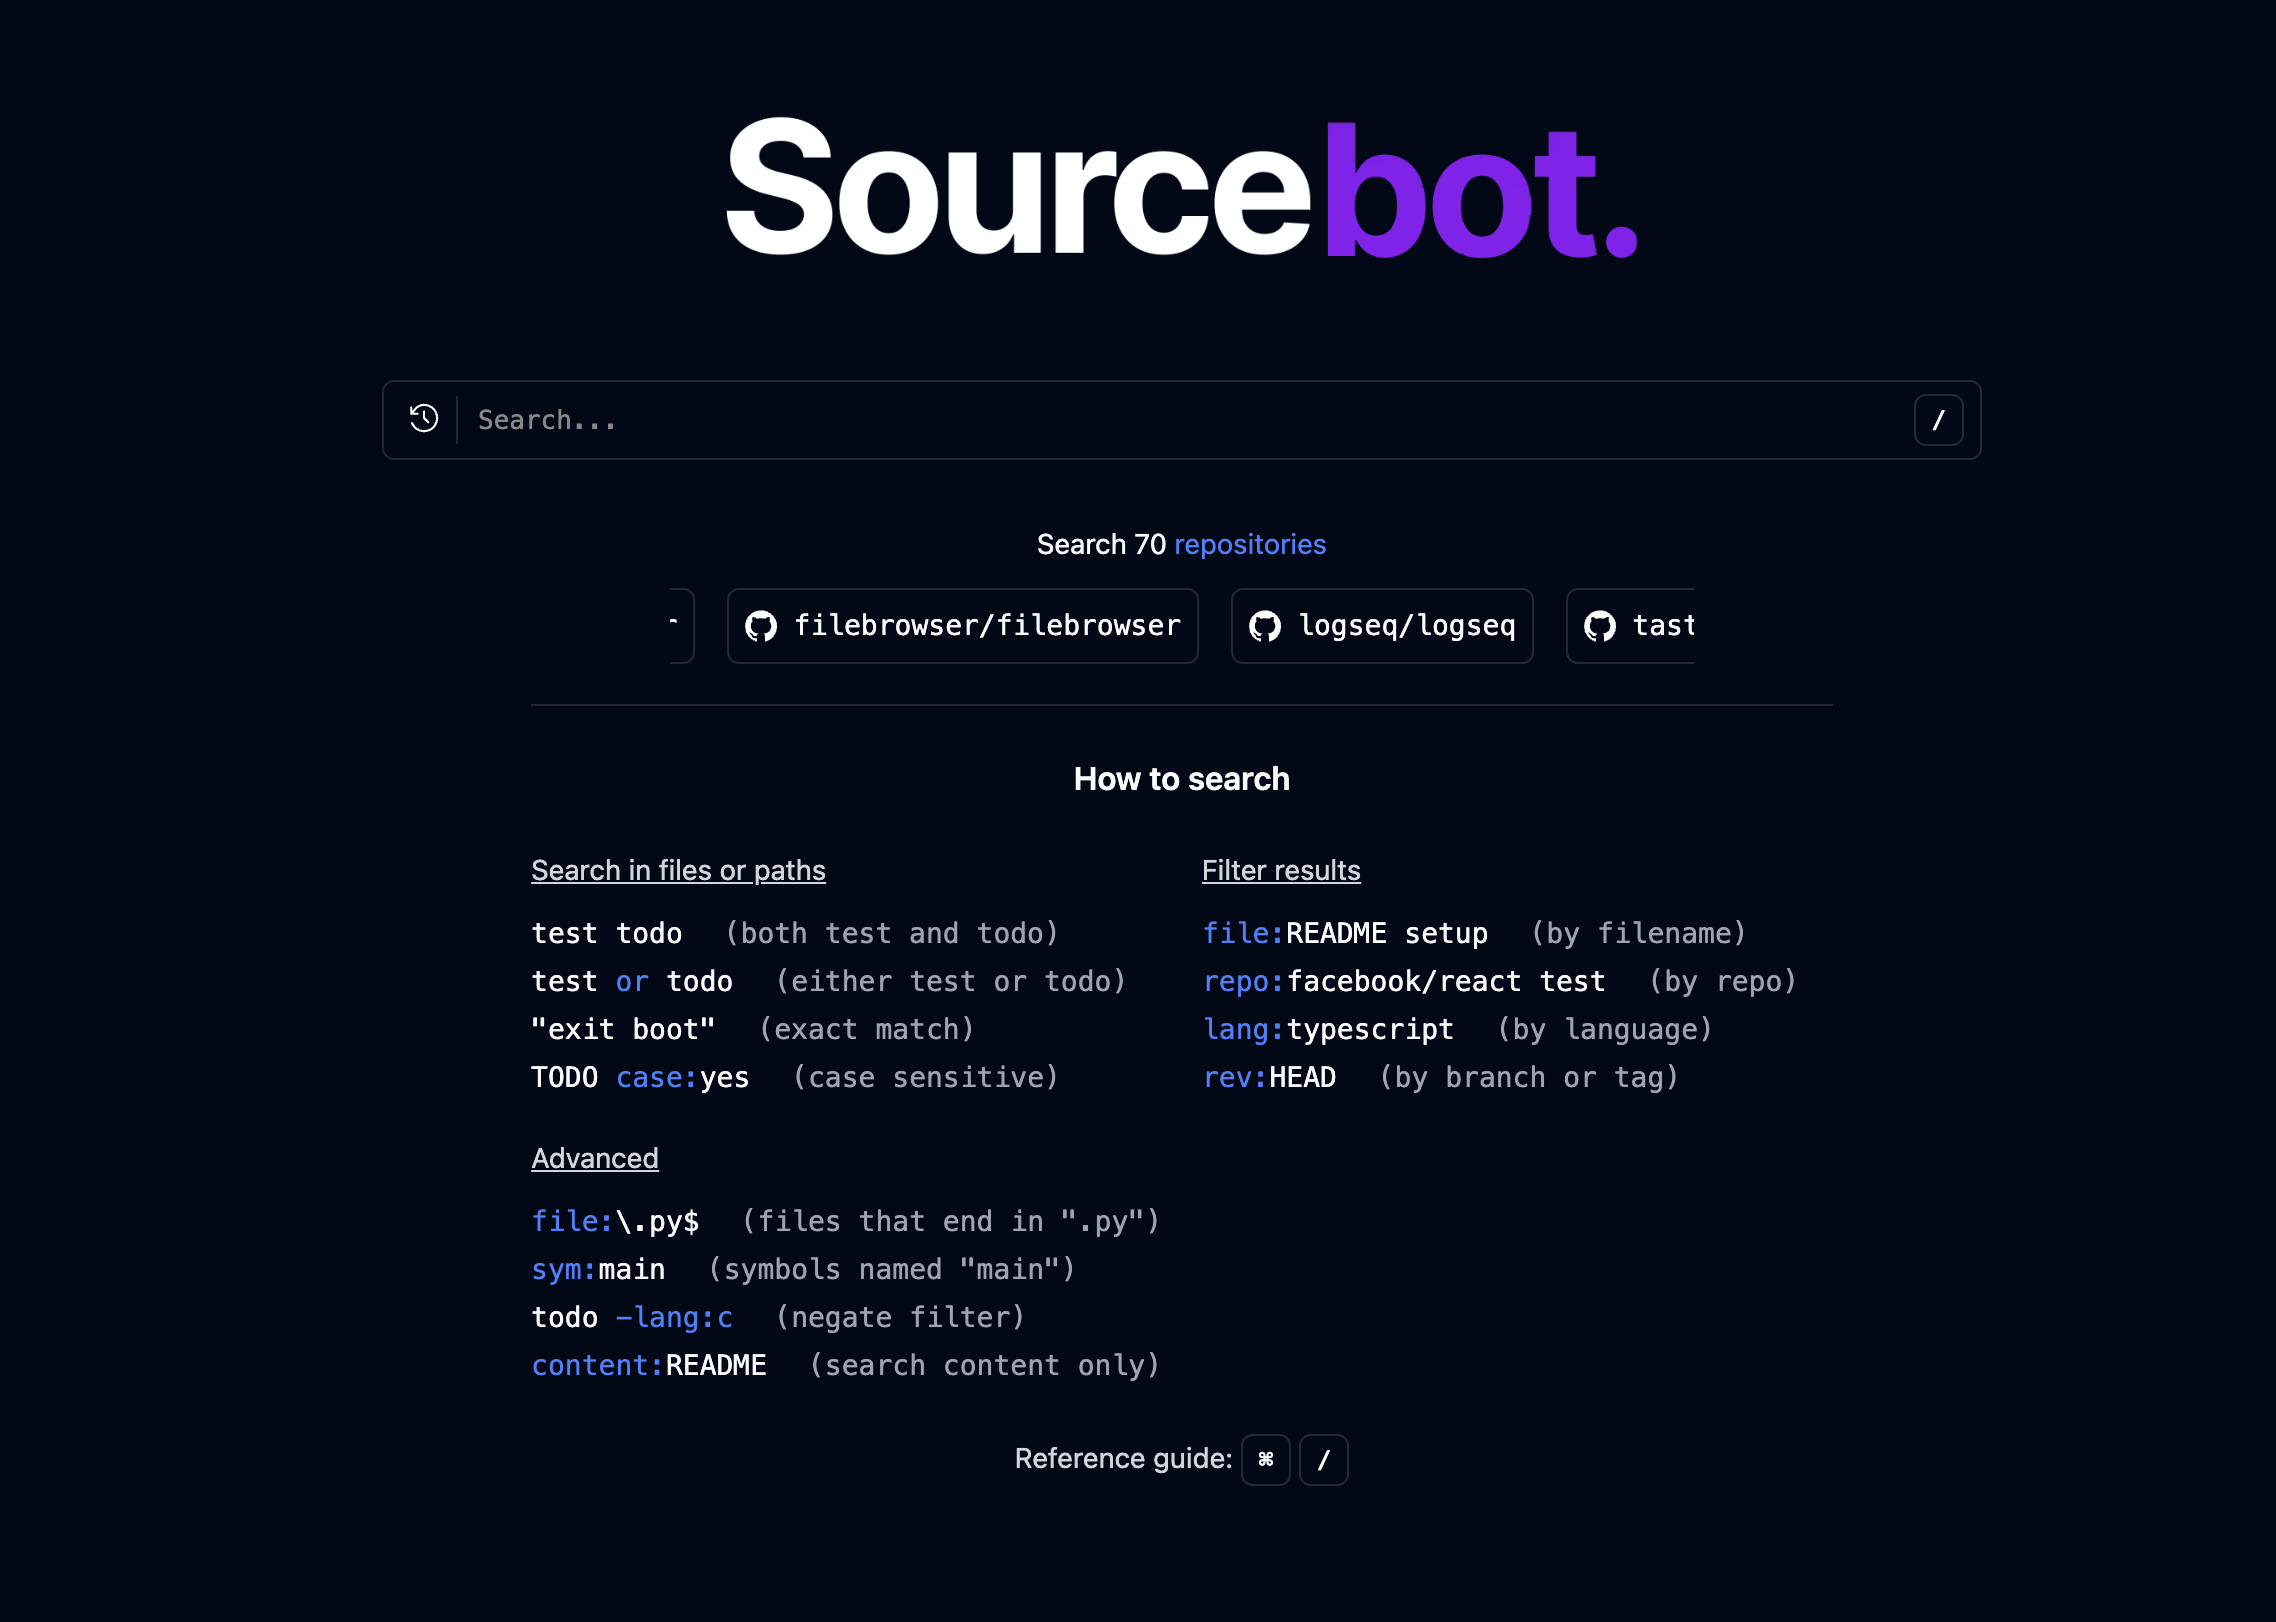 Sourcebot.
Search...
/
Search 70 repositories
filebrowser/filebrowser
logseq/logseq
tast
How to search
Search in files or paths
test todo (both test and todo)
test or todo (either test or todo)
"exit boot" (exact match)
TODO case:yes (case sensitive)
Filter results
file:README setup (by filename)
repo:facebook/react test (by repo)
lang:typescript (by language)
rev:HEAD (by branch or tag)
Advanced
file:\.py$ (files that end in ".py")
sym:main (symbols named "main")
todo -lang:c (negate filter)
content:README (search content only)
Reference guide: ⌘ /